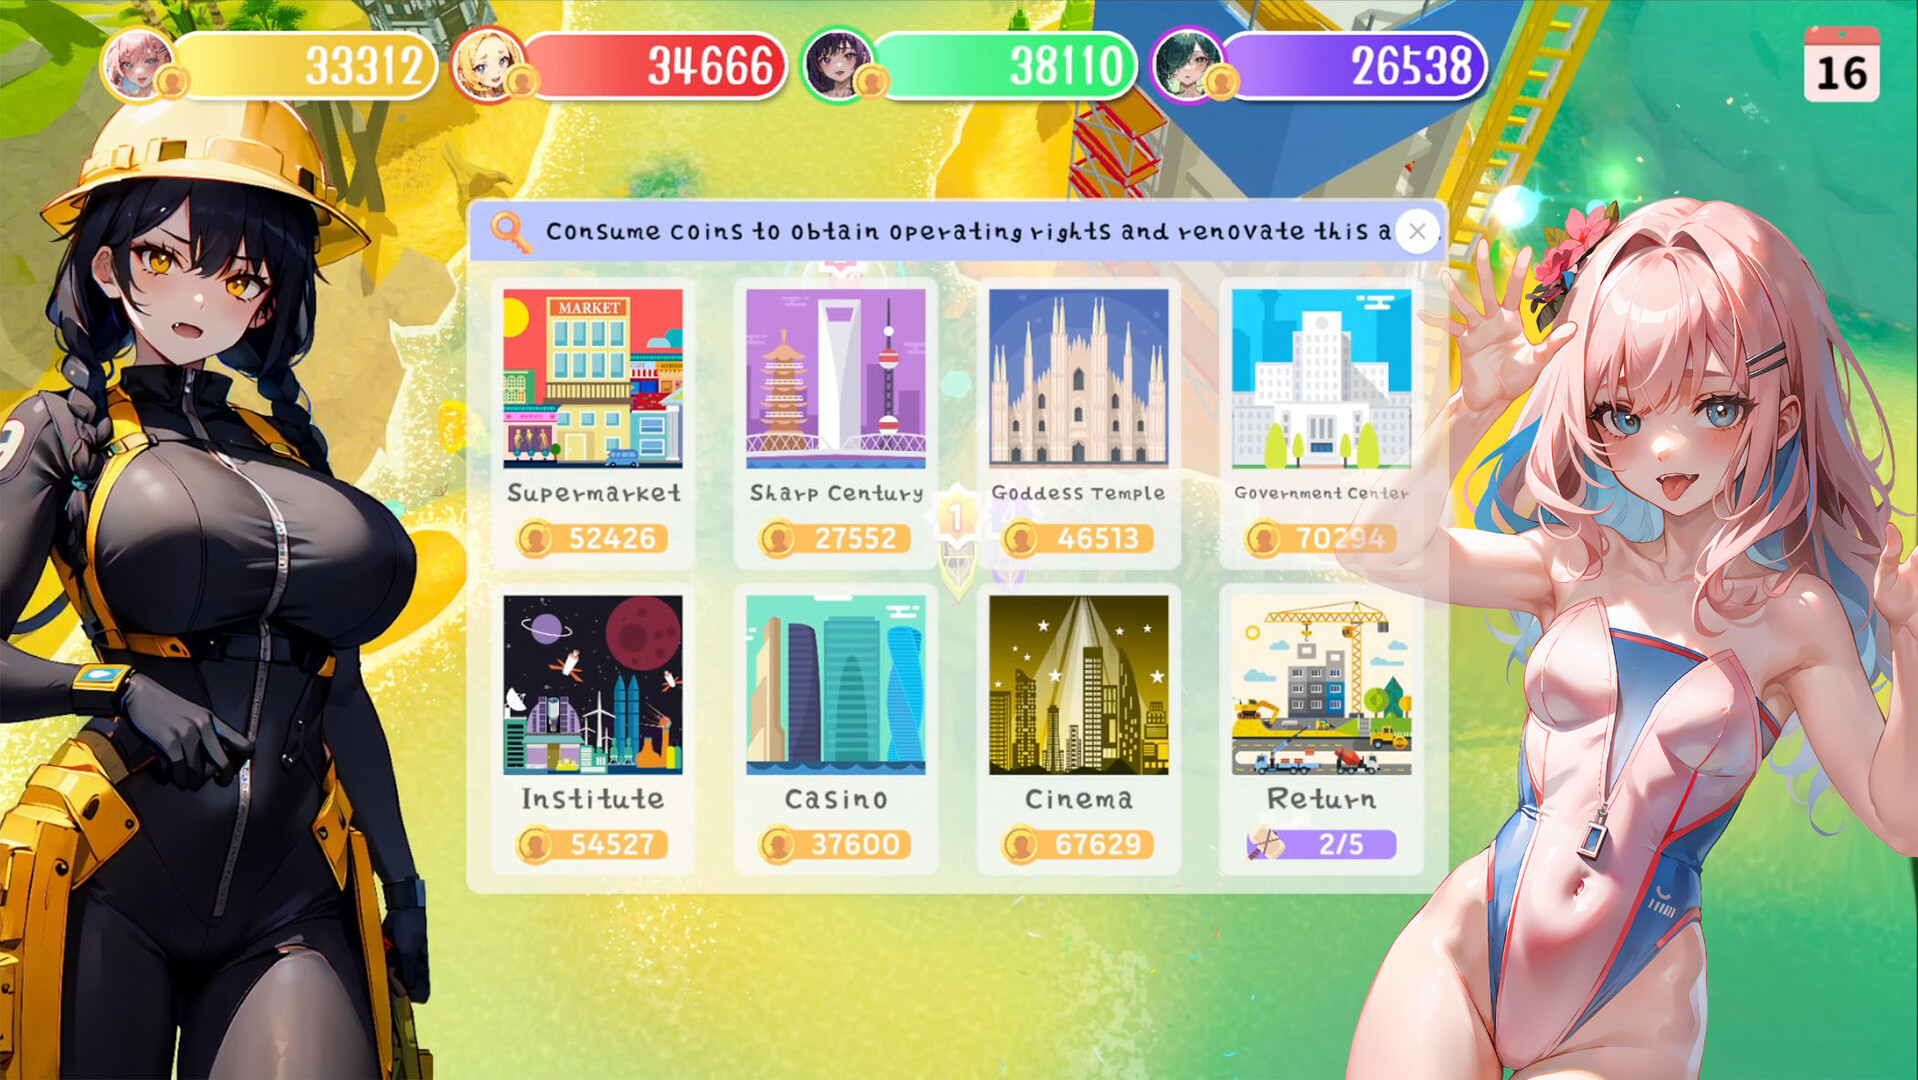 33312 34666 38110 26538 16
Consume coins to obtain operating rights and renovate this a
MARKET
Supermarket Sharp Century Goddess Temple Government Center
1
52426 27552 46513 70294
Institute Casino Cinema Return
54527 37600 67629 2/5